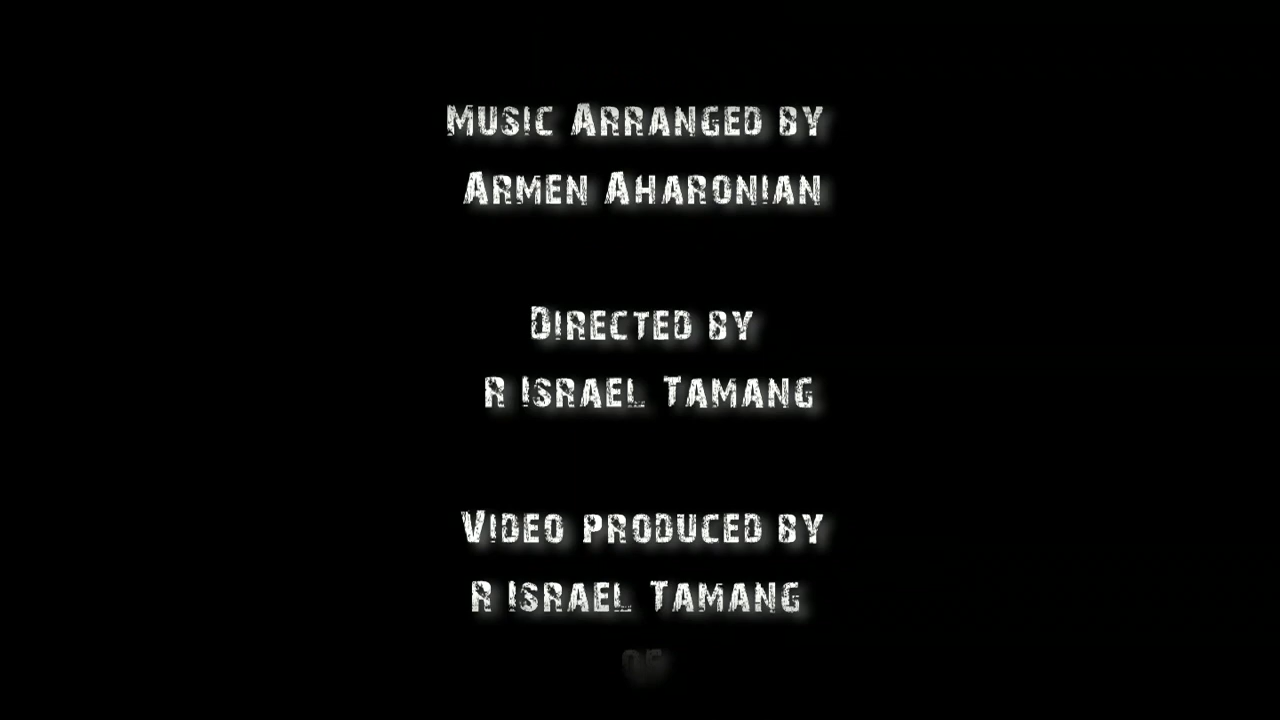 Music Arranged by
Armen Aharonian
Directed by
R Israel Tamang
Video produced by
R Israel Tamang